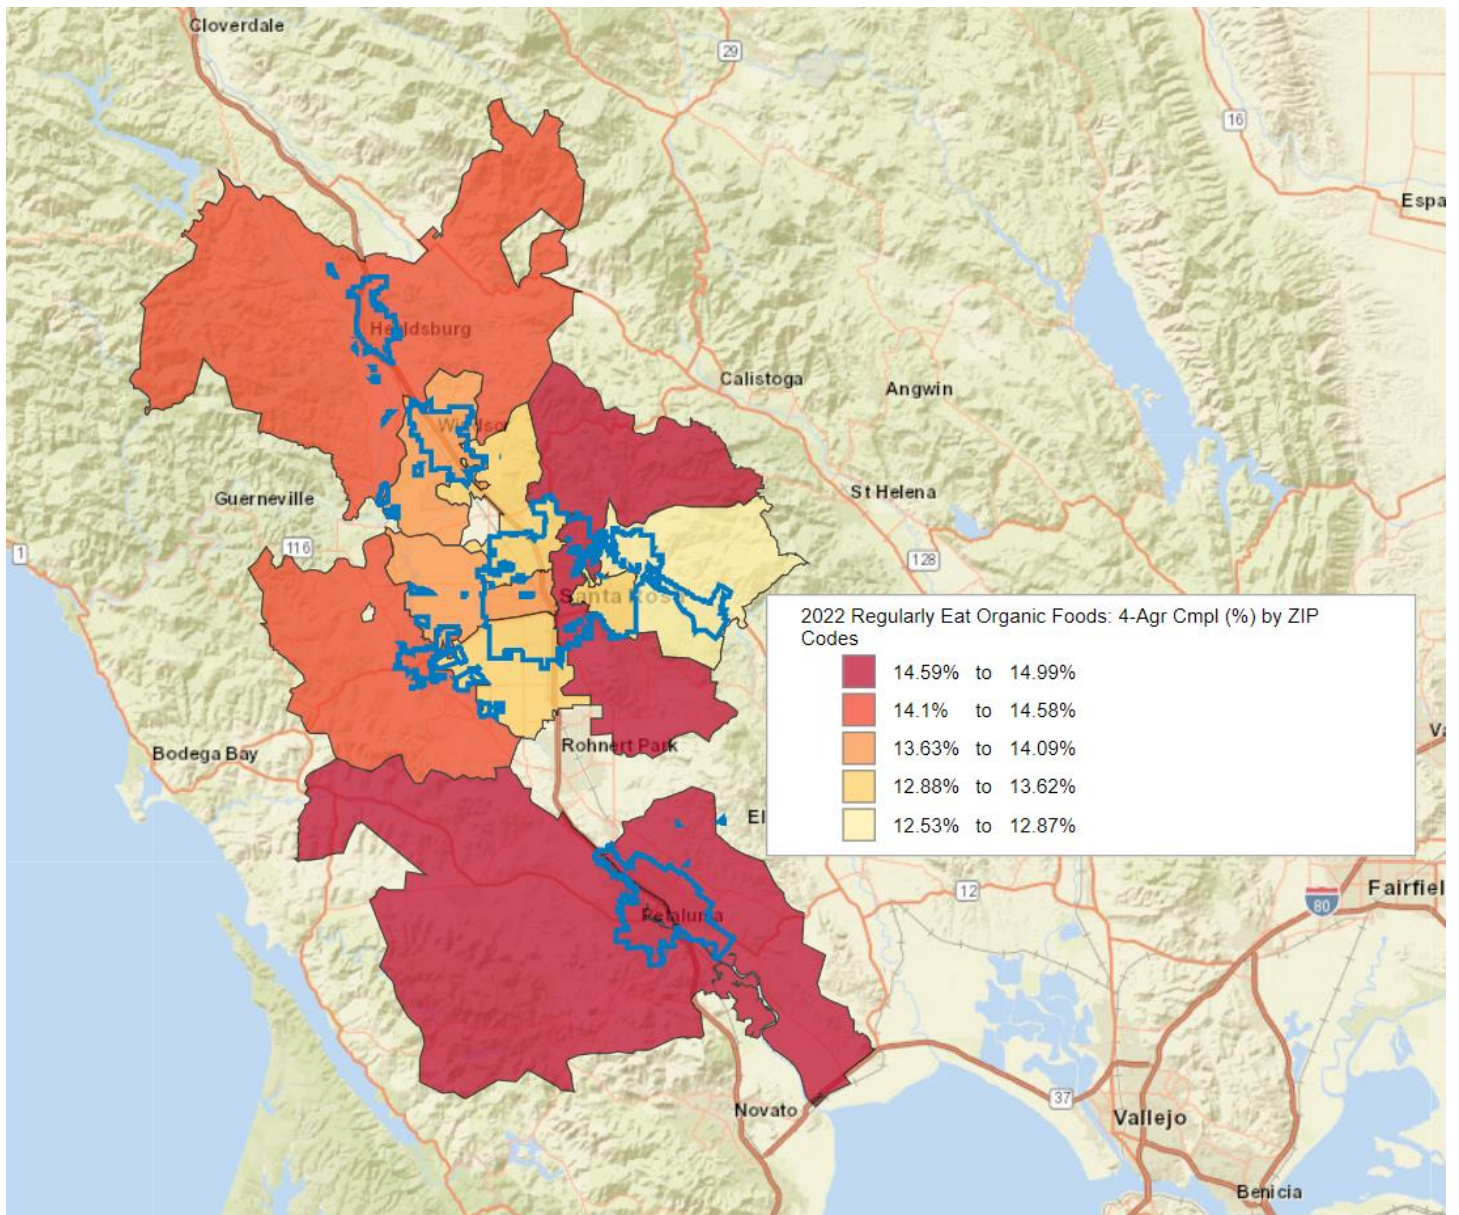 Cloverdale
29
16
Espa
Healdsburg
Calistoga
Angwin
Windso
St Helena
Guerneville
1
116
128
Santa Rosa
2022 Regularly Eat Organic Foods: 4-Agr Cmpl (%) by ZIP
Codes
14.59% to 14.99%
14.1% to 14.58%
13.63% to 14.09%
12.88% to 13.62%
12.53% to 12.87%
Rohnert Park
Bodega Bay
Va
El
12
Fairfiel
80
Petaluma
37
Novato
Vallejo
Benicia